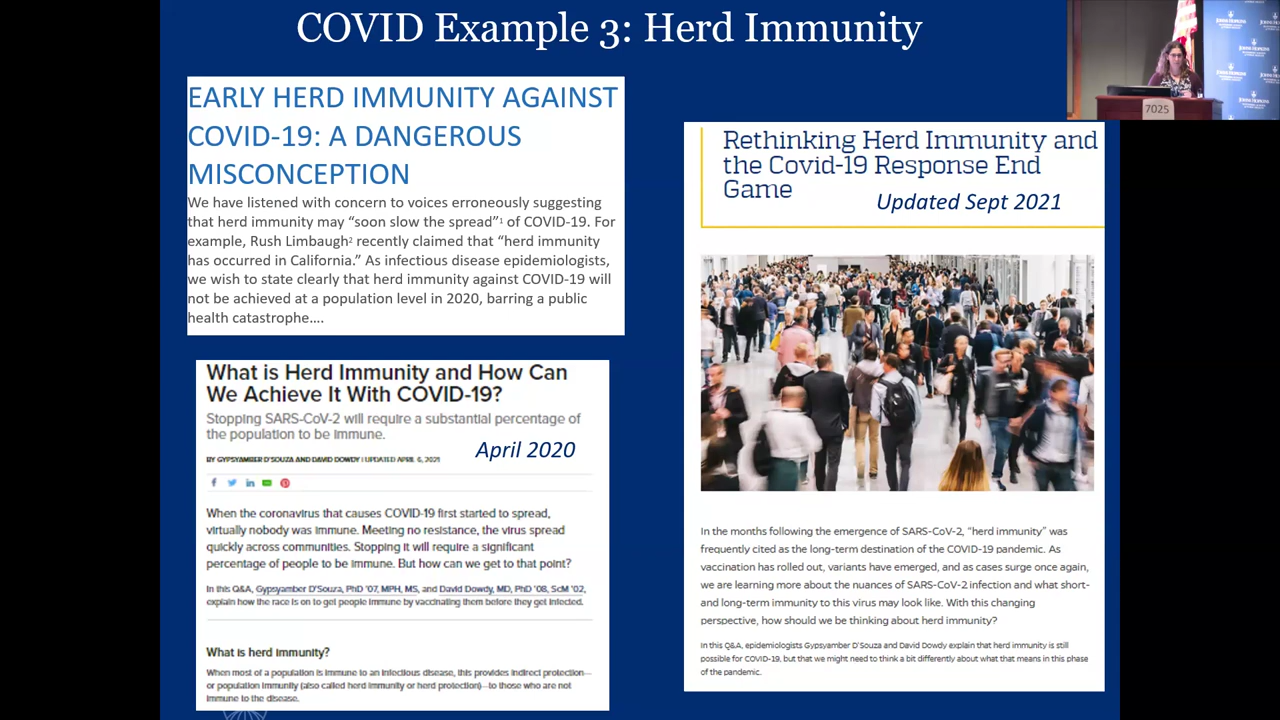 COVID Example 3: Herd Immunity
EARLY HERD IMMUNITY AGAINST
COVID-19: A DANGEROUS
MISCONCEPTION
We have listened with concern to voices erroneously suggesting
that herd immunity may “soon slow the spread”¹ of COVID-19. For
example, Rush Limbaugh² recently claimed that “herd immunity
has occurred in California.” As infectious disease epidemiologists,
we wish to state clearly that herd immunity against COVID-19 will
not be achieved at a population level in 2020, barring a public
health catastrophe....
What is Herd Immunity and How Can
We Achieve It With COVID-19?
Stopping SARS-CoV-2 will require a substantial percentage of
the population to be immune.
April 2020
BY GYPSYAMBER D'SOUZA AND DAVID DOWDY | UPDATED APRIL 6, 2021
When the coronavirus that causes COVID-19 first started to spread,
virtually nobody was immune. Meeting no resistance, the virus spread
quickly across communities. Stopping it will require a significant
percentage of people to be immune. But how can we get to that point?
In this Q&A, Gypsyamber D'Souza, PhD '07, MPH, MS, and David Dowdy, MD, PhD '08, ScM '02,
explain how the race is on to get people immune by vaccinating them before they get infected.
What is herd immunity?
When most of a population is immune to an infectious disease, this provides indirect protection—
or population immunity (also called herd immunity or herd protection)—to those who are not
immune to the disease.
Rethinking Herd Immunity and
the Covid-19 Response End
Game
Updated Sept 2021
In the months following the emergence of SARS-CoV-2, “herd immunity” was
frequently cited as the long-term destination of the COVID-19 pandemic. As
vaccination has rolled out, variants have emerged, and as cases surge once again,
we are learning more about the nuances of SARS-CoV-2 infection and what short-
and long-term immunity to this virus may look like. With this changing
perspective, how should we be thinking about herd immunity?
In this Q&A, epidemiologists Gypsyamber D'Souza and David Dowdy explain that herd immunity is still
possible for COVID-19, but that we might need to think a bit differently about what that means in this phase
of the pandemic.
7025
JOHNS HOPKINS